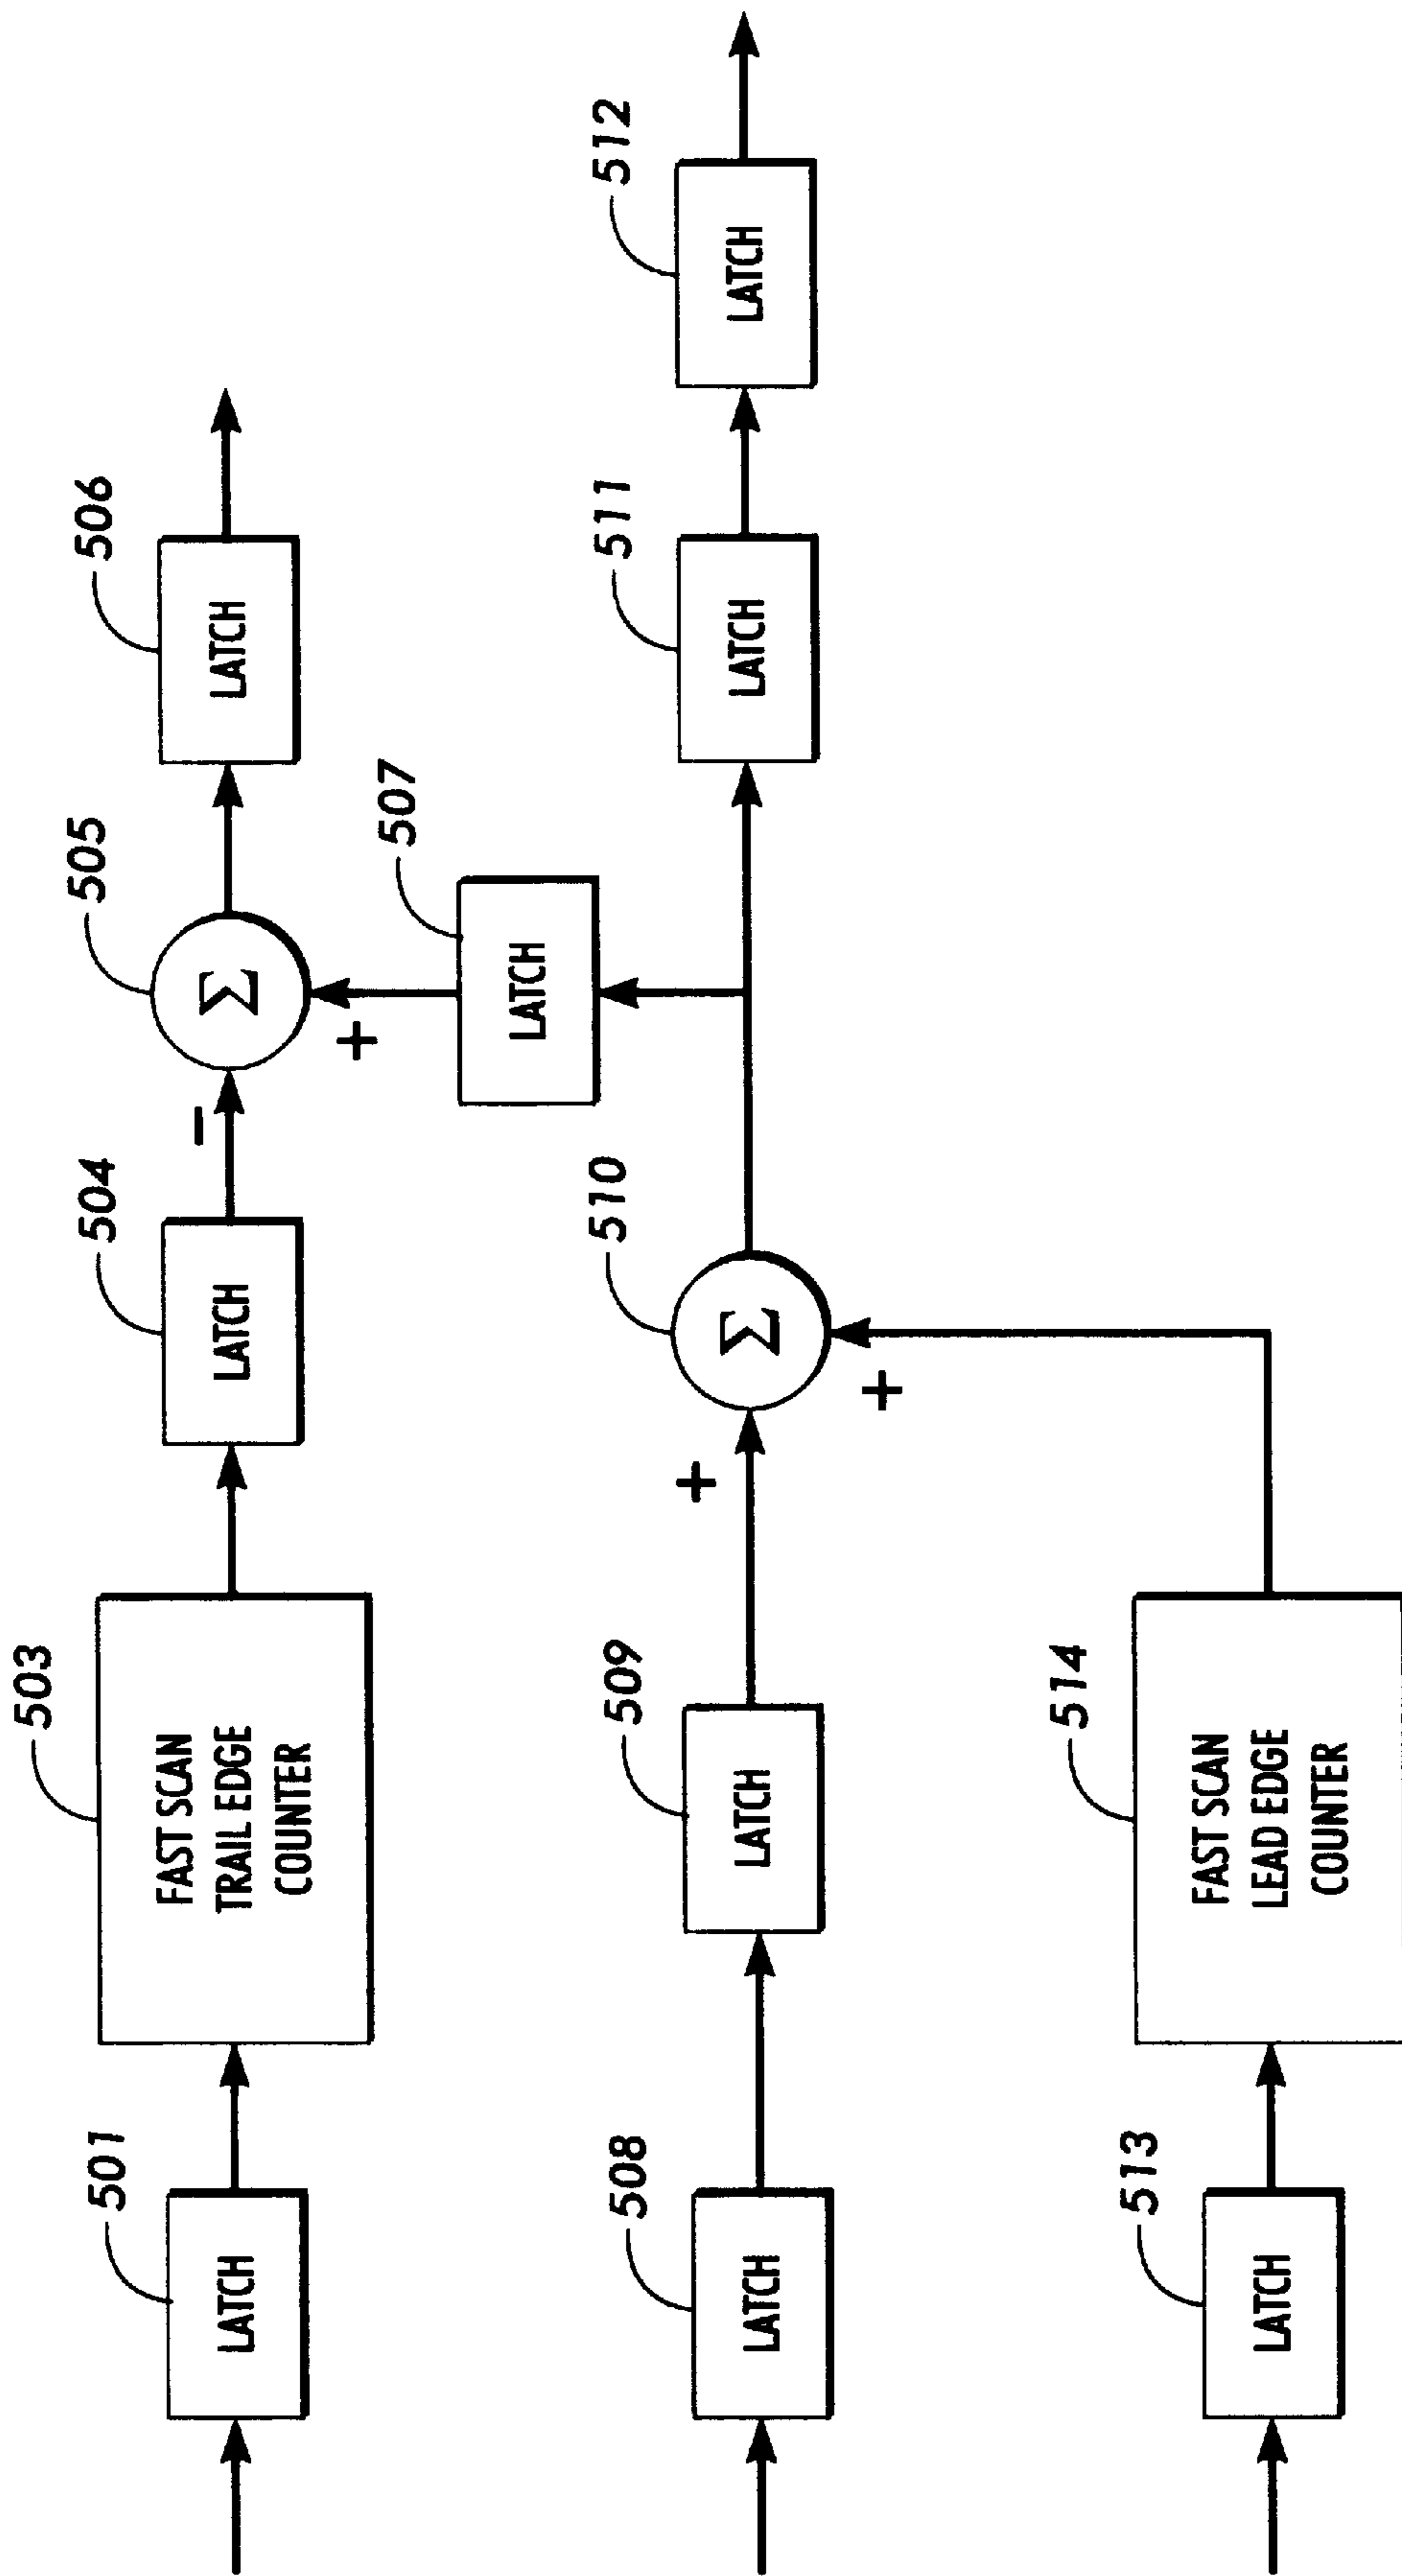 501
LATCH
503
FAST SCAN
TRAIL EDGE
COUNTER
504
LATCH
-
505
Σ
+
506
LATCH
507
LATCH
508
LATCH
509
LATCH
+
510
Σ
+
511
LATCH
512
LATCH
513
LATCH
514
FAST SCAN
LEAD EDGE
COUNTER